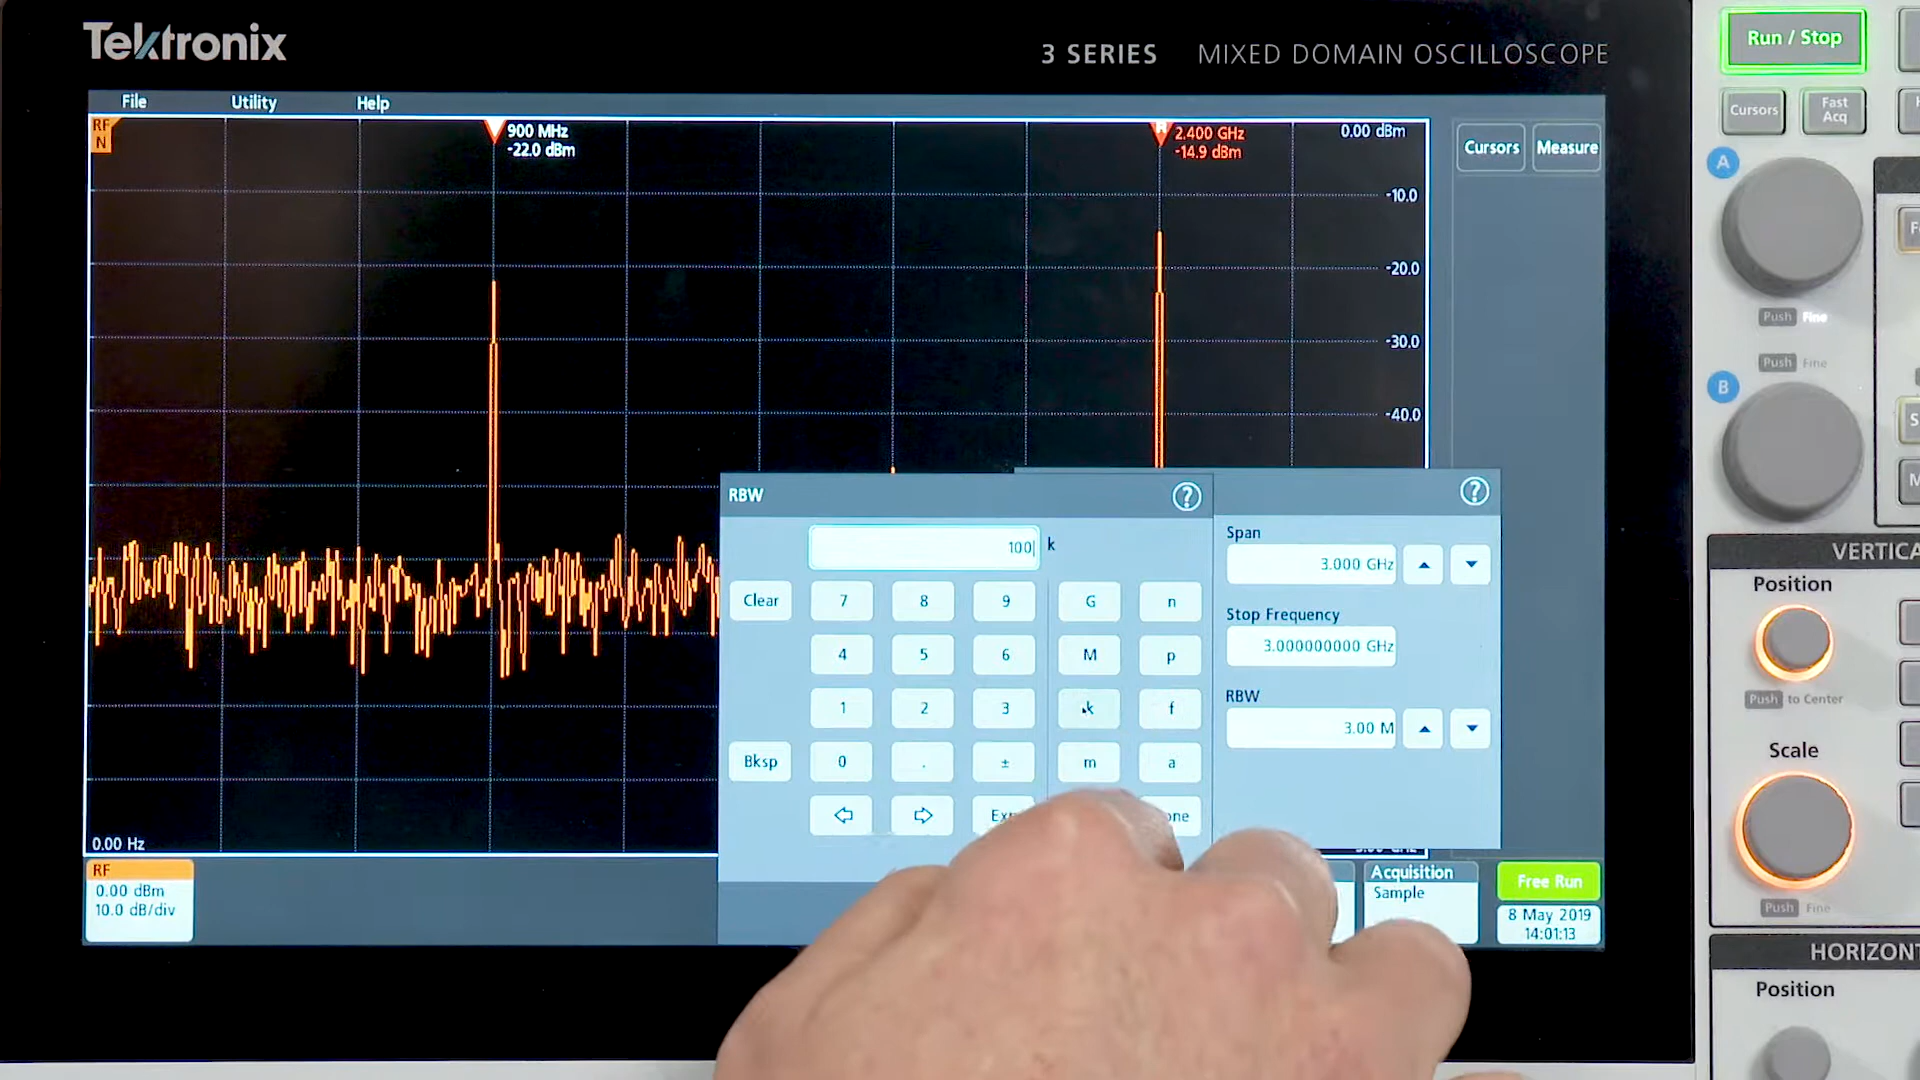 Tektronix
3 SERIES MIXED DOMAIN OSCILLOSCOPE
Run / Stop
File Utility Help
Cursors
Fast
Acq
RF
N
900 MHz
-22.0 dBm
R
2.400 GHz
-14.9 dBm
0.00 dBm
Cursors Measure
A
-10.0
-20.0
Push Fine
-30.0
Push Fine
B
-40.0
RBW
?
?
100 k
Span
3.000 GHz
Clear 7 8 9 G n
Stop Frequency
3.000000000 GHz
4 5 6 M p
RBW
3.00 M
1 2 3 k f
Bksp 0 . ± m a
Position
Push to Center
Scale
0.00 Hz
RF
0.00 dBm
10.0 dB/div
Acquisition
Sample
Free Run
8 May 2019
14:01:13
Push Fine
Position